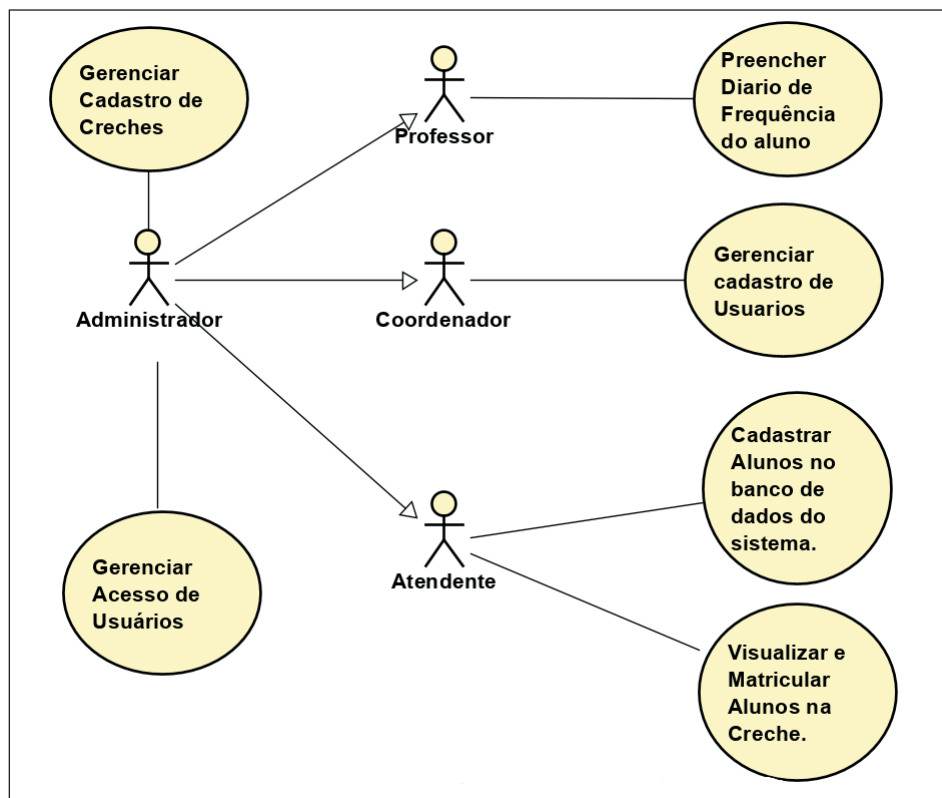 Gerenciar
Cadastro de
Creches
Professor
Preencher
Diario de
Frequência
do aluno
Administrador
Coordenador
Gerenciar
cadastro de
Usuarios
Gerenciar
Acesso de
Usuários
Atendente
Cadastrar
Alunos no
banco de
dados do
sistema.
Visualizar e
Matricular
Alunos na
Creche.